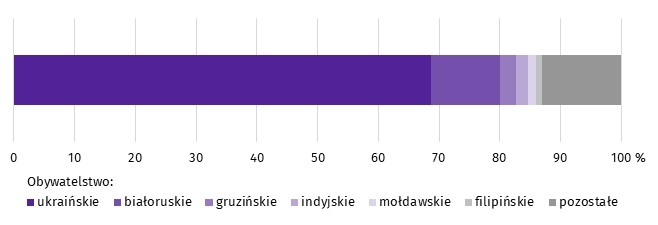 0 10 20 30 40 50 60 70 80 90 100 %
Obywatelstwo:
ukraińskie białoruskie gruzińskie indyjskie mołdawskie filipińskie pozostałe